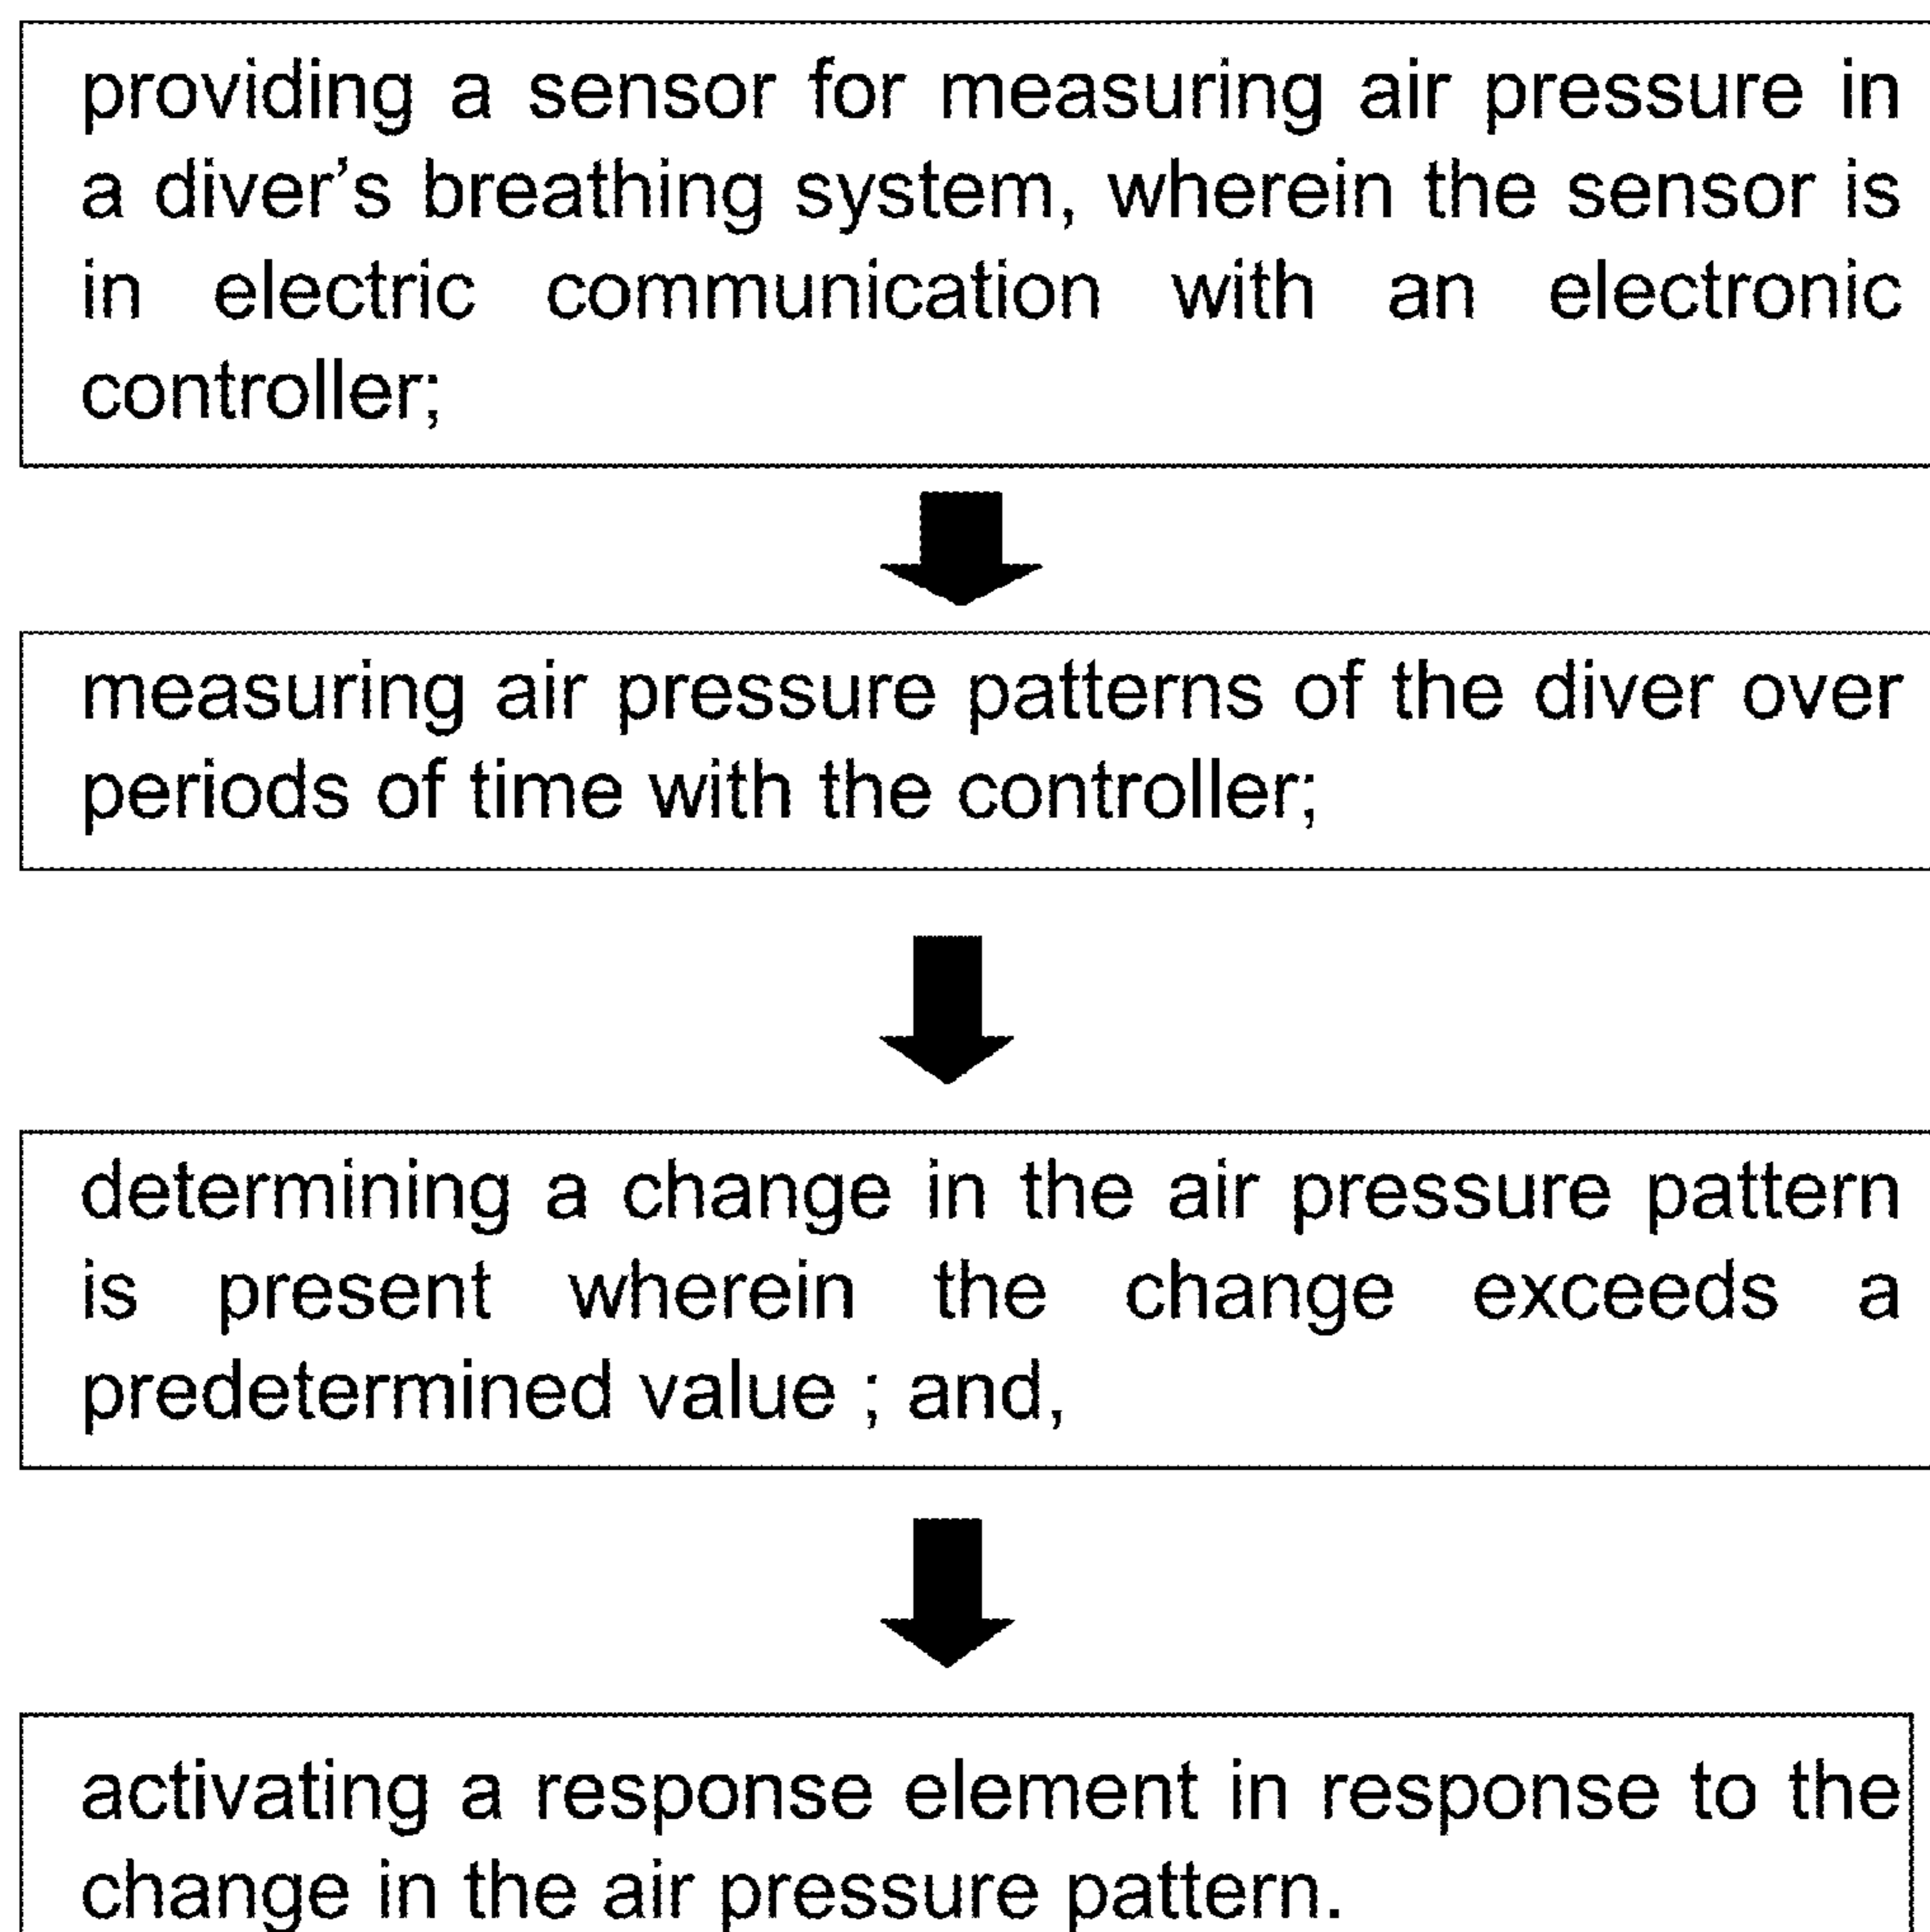 providing a sensor for measuring air pressure in
a diver’s breathing system, wherein the sensor is
in electric communication with an electronic
controller;
measuring air pressure patterns of the diver over
periods of time with the controller;
determining a change in the air pressure pattern
is present wherein the change exceeds a
predetermined value ; and,
activating a response element in response to the
change in the air pressure pattern.